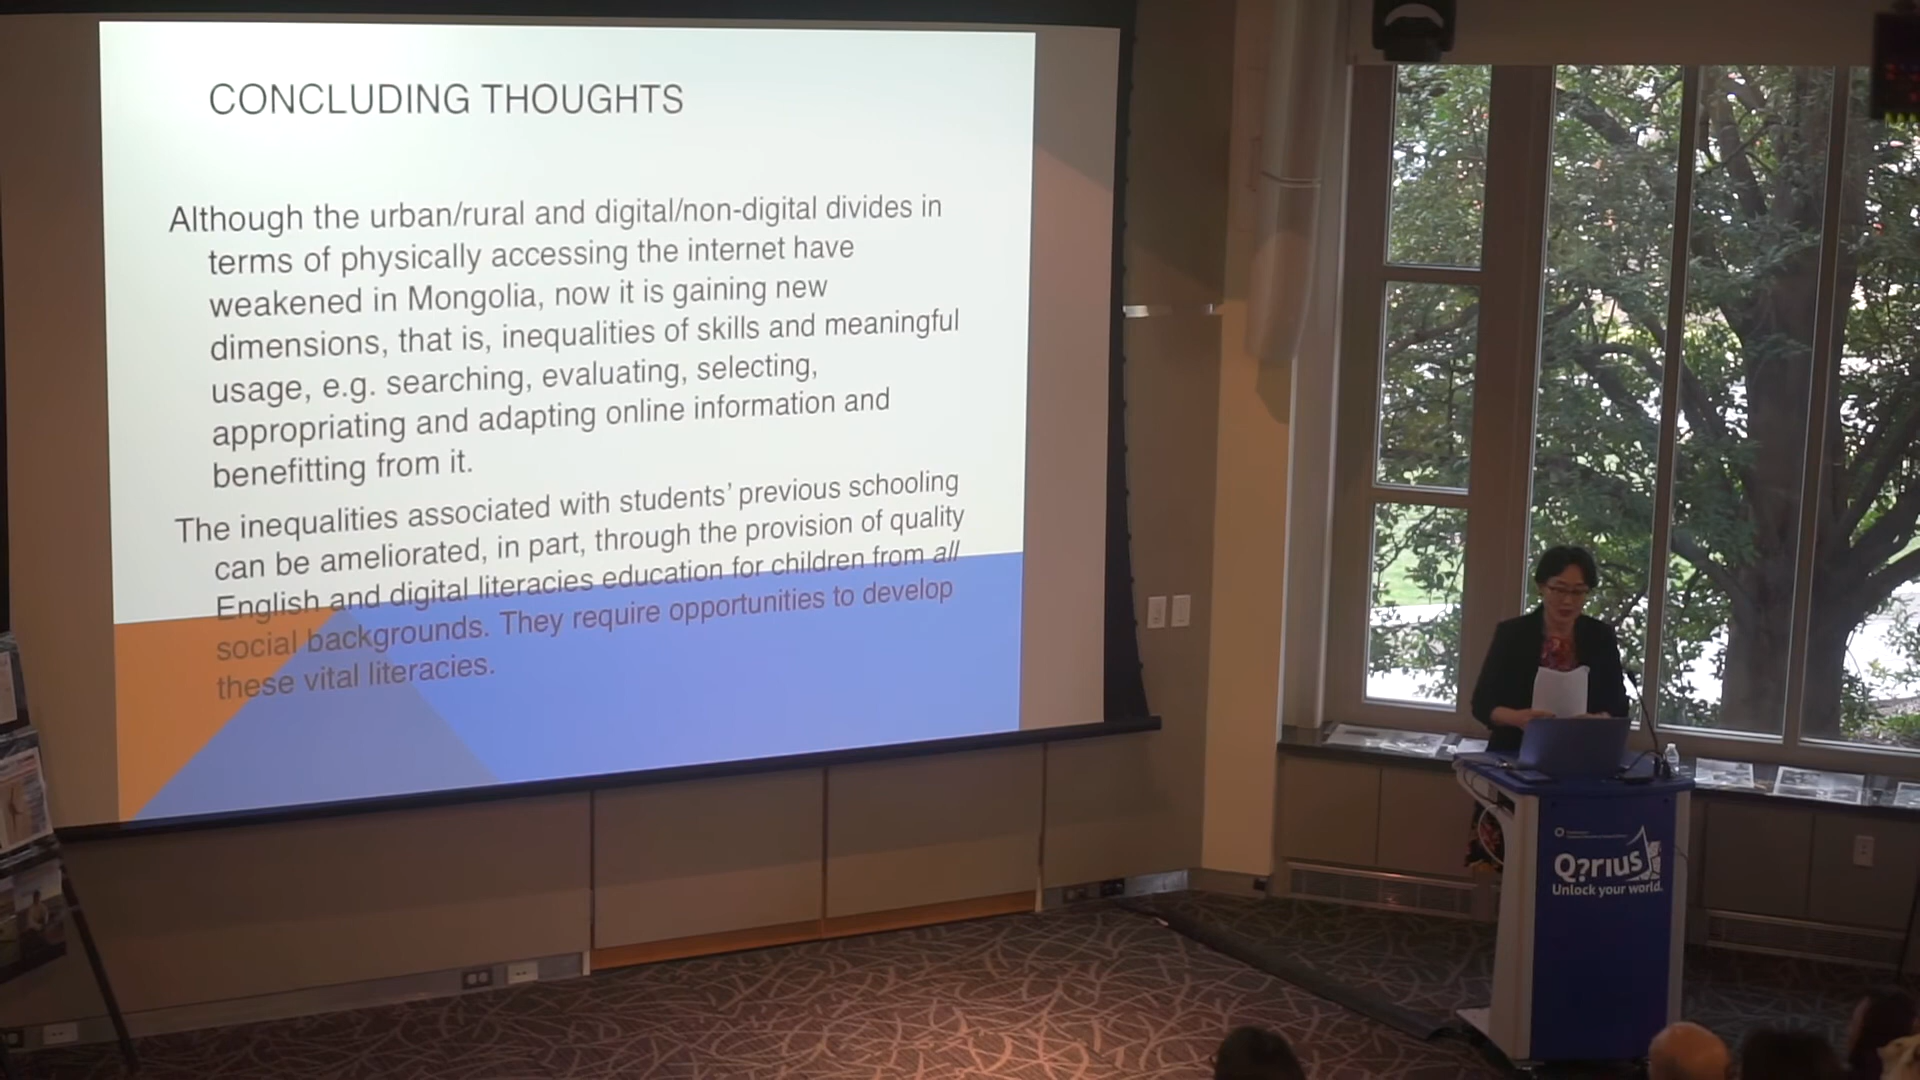 CONCLUDING THOUGHTS
Although the urban/rural and digital/non-digital divides in
terms of physically accessing the internet have
weakened in Mongolia, now it is gaining new
dimensions, that is, inequalities of skills and meaningful
usage, e.g. searching, evaluating, selecting,
appropriating and adapting online information and
benefitting from it.
The inequalities associated with students’ previous schooling
can be ameliorated, in part, through the provision of quality
English and digital literacies education for children from all
social backgrounds. They require opportunities to develop
these vital literacies.
Q?rius
Unlock your world.